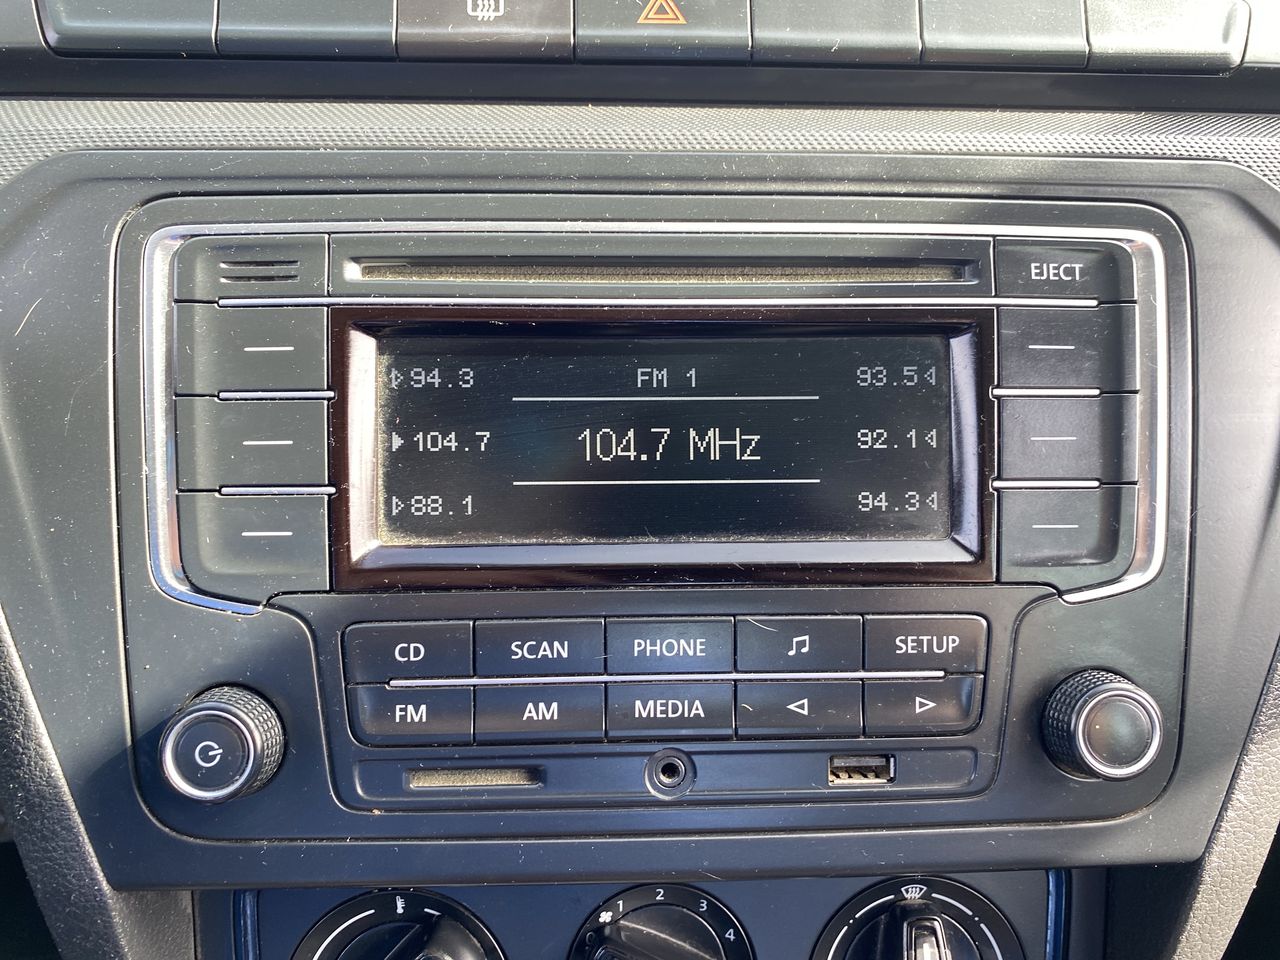 EJECT
94.3 FM 1 93.5
104.7 104.7 MHz 92.1
88.1 94.3
CD SCAN PHONE SETUP
FM AM MEDIA
0 1 2 3 4